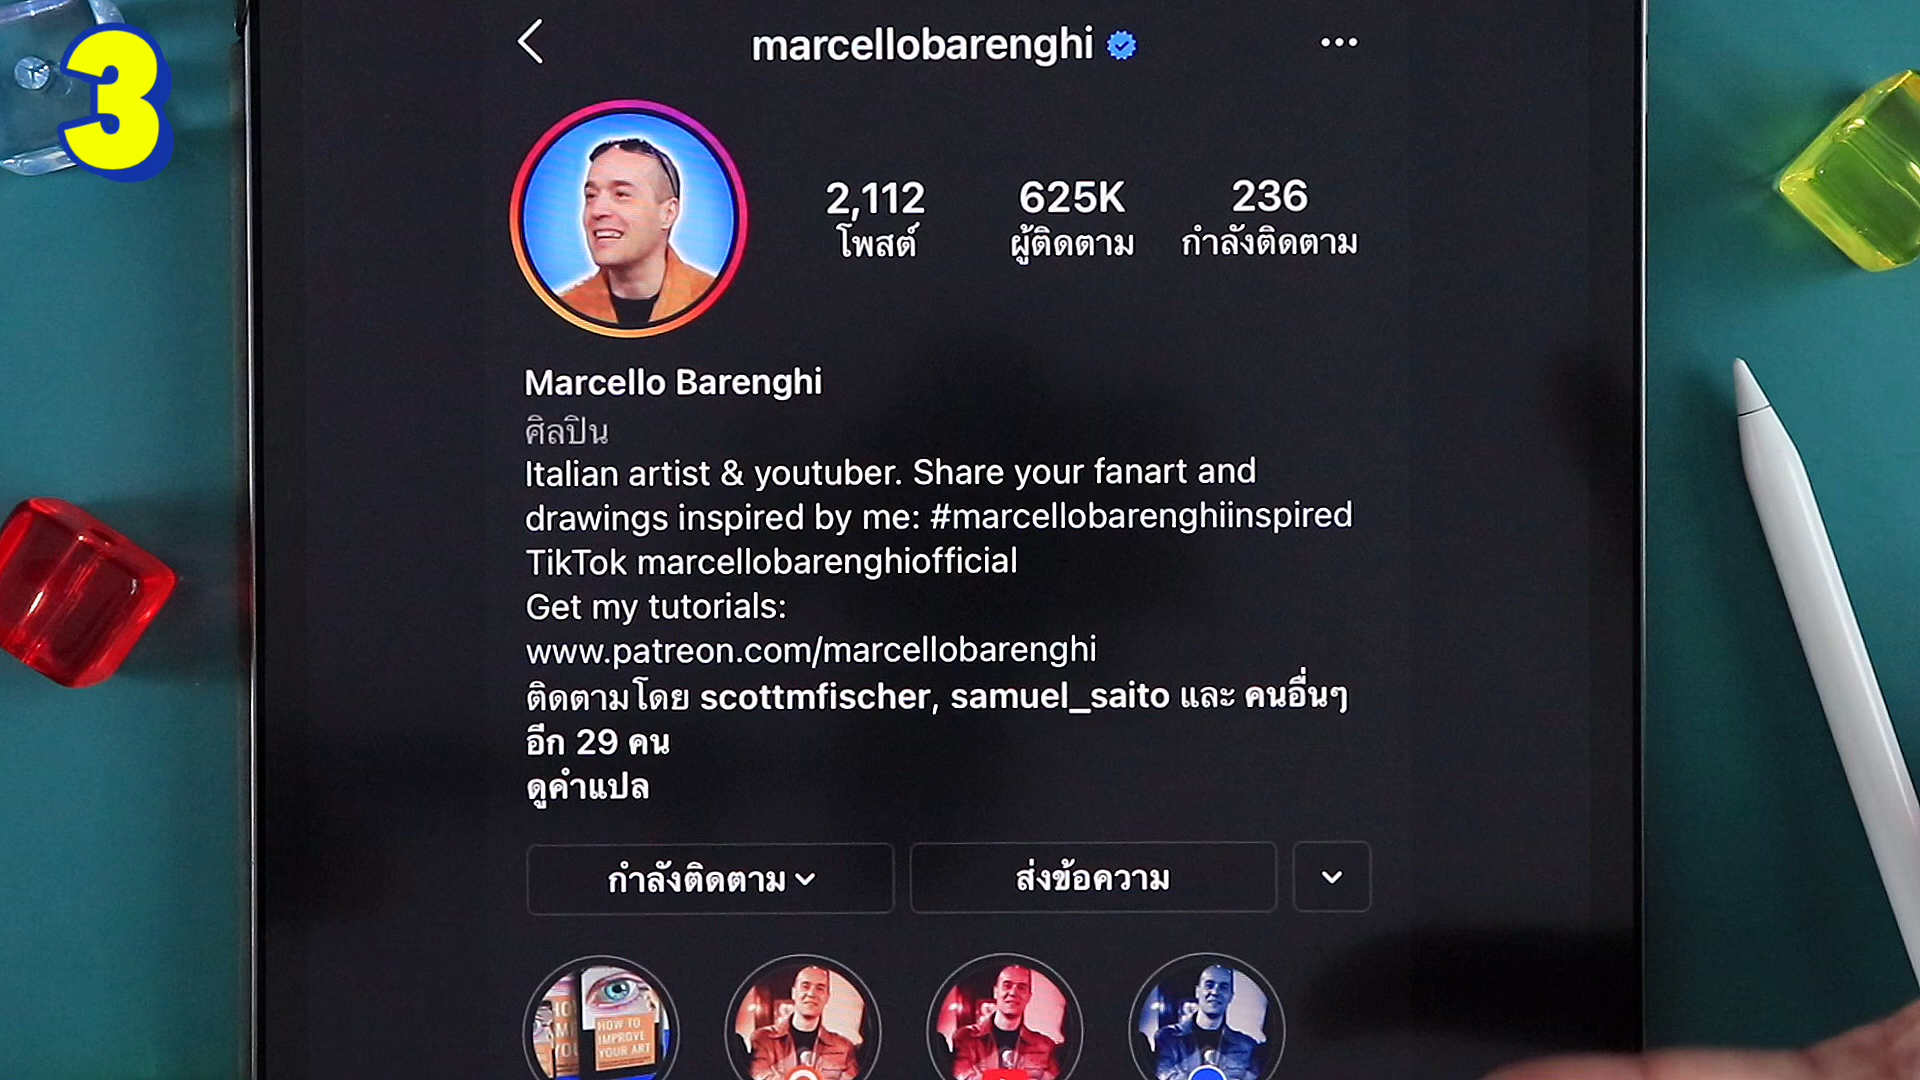 3
marcellobarenghi
2,112 625K 236
โพสต์ ผู้ติดตาม กำลังติดตาม
Marcello Barenghi
ศิลปิน
Italian artist & youtuber. Share your fanart and
drawings inspired by me: #marcellobarenghiinspired
TikTok marcellobarenghiofficial
Get my tutorials:
www.patreon.com/marcellobarenghi
ติดตามโดย scottmfischer, samuel_saito และ คนอื่นๆ
อีก 29 คน
ดูคำแปล
กำลังติดตาม ส่งข้อความ
HOW TO
IMPROVE
YOUR ART